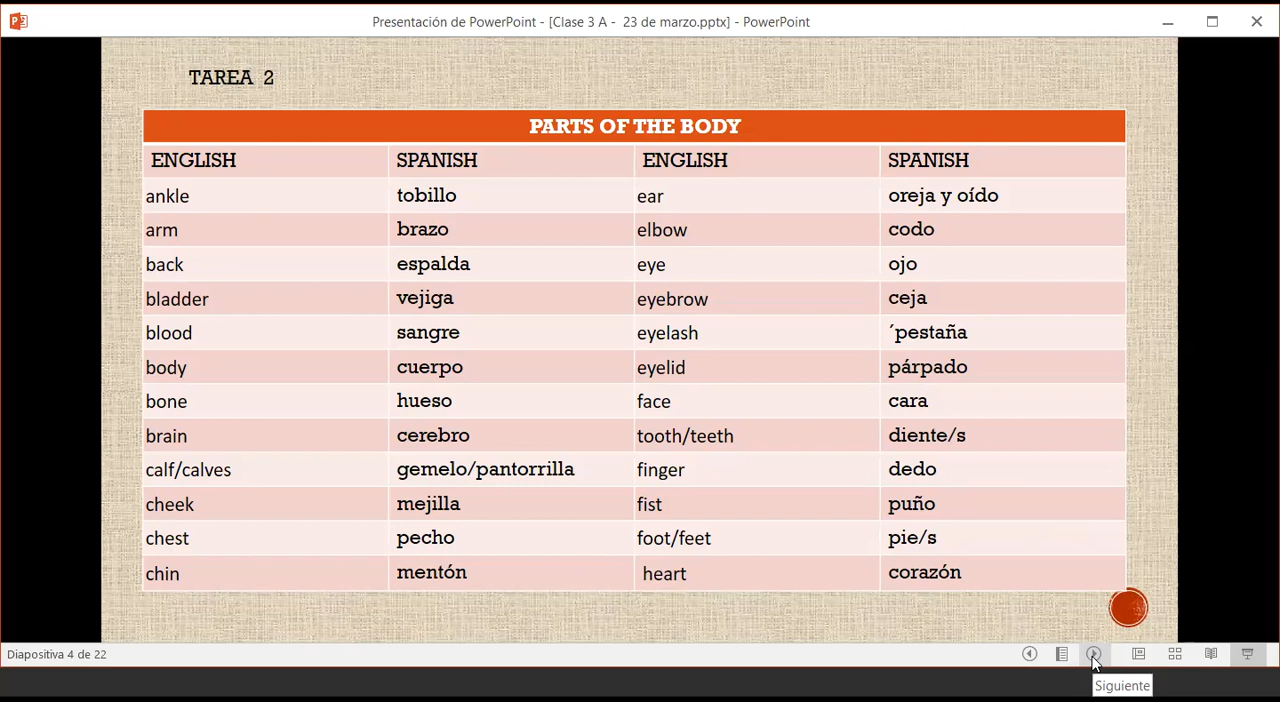 Presentación de PowerPoint - [Clase 3 A -  23 de marzo.pptx] - PowerPoint
TAREA  2
PARTS OF THE BODY
ENGLISH SPANISH ENGLISH SPANISH
ankle tobillo ear oreja y oído
arm brazo elbow codo
back espalda eye ojo
bladder vejiga eyebrow ceja
blood sangre eyelash ´pestaña
body cuerpo eyelid párpado
bone hueso face cara
brain cerebro tooth/teeth diente/s
calf/calves gemelo/pantorrilla finger dedo
cheek mejilla fist puño
chest pecho foot/feet pie/s
chin mentón heart corazón
Diapositiva 4 de 22
Siguiente